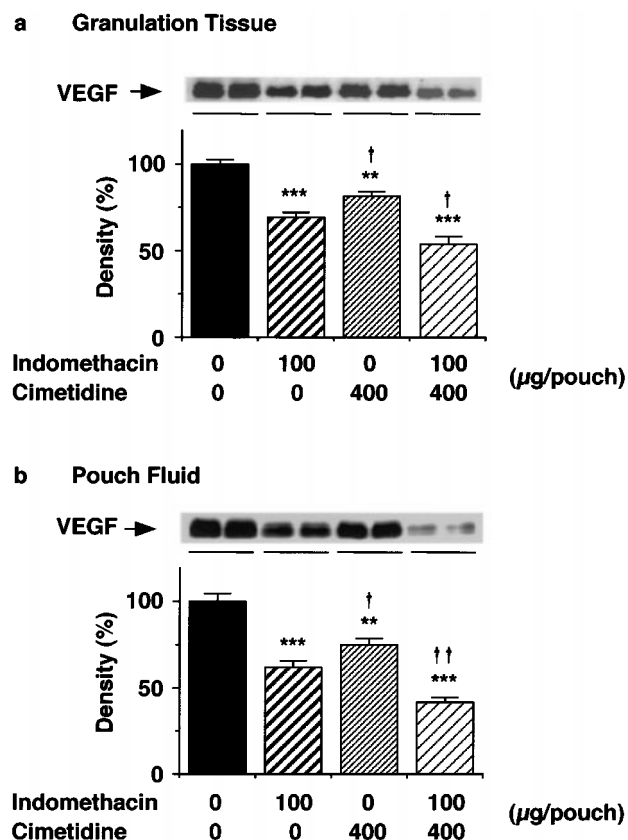 a Granulation Tissue
VEGF
Density (%)
100
50
0
***
†
**
†
***
Indomethacin 0 100 0 100
Cimetidine 0 0 400 400
(µg/pouch)
b Pouch Fluid
VEGF
Density (%)
100
50
0
***
†
**
††
***
Indomethacin 0 100 0 100
Cimetidine 0 0 400 400
(µg/pouch)